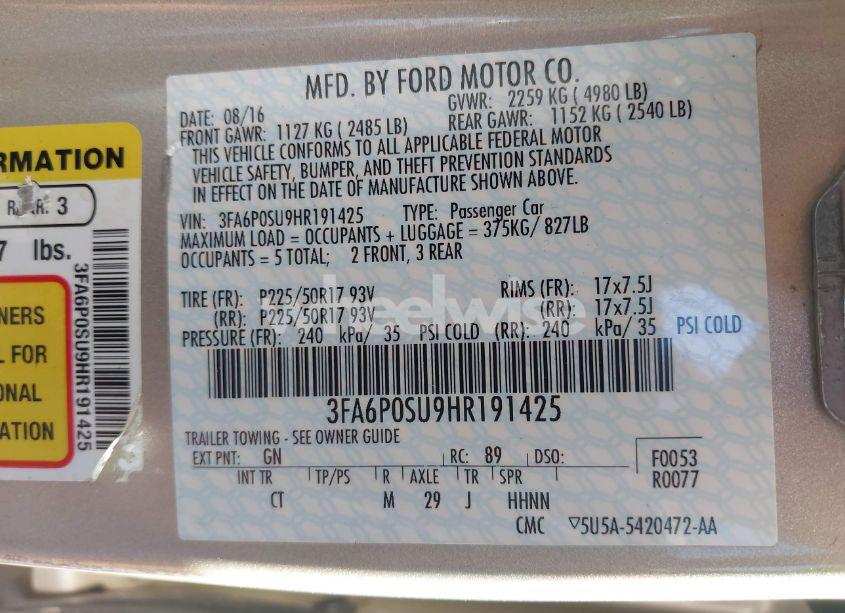 MFD. BY FORD MOTOR CO.
DATE: 08/16 GVWR: 2259 KG ( 4980 LB)
FRONT GAWR: 1127 KG ( 2485 LB) REAR GAWR: 1152 KG ( 2540 LB)
THIS VEHICLE CONFORMS TO ALL APPLICABLE FEDERAL MOTOR
VEHICLE SAFETY, BUMPER, AND THEFT PREVENTION STANDARDS
IN EFFECT ON THE DATE OF MANUFACTURE SHOWN ABOVE.
VIN: 3FA6P0SU9HR191425 TYPE: Passenger Car
MAXIMUM LOAD = OCCUPANTS + LUGGAGE = 375KG/ 827LB
OCCUPANTS = 5 TOTAL; 2 FRONT, 3 REAR
TIRE (FR): P225/50R17 93V RIMS (FR): 17x7.5J
(RR): P225/50R17 93V (RR): 17x7.5J
PRESSURE (FR): 240 kPa/ 35 PSI COLD (RR): 240 kPa/ 35 PSI COLD
3FA6P0SU9HR191425
TRAILER TOWING - SEE OWNER GUIDE
EXT PNT: GN RC: 89 DSO: F0053
R0077
INT TR TP/PS R AXLE TR SPR
CT M 29 J HHNN
CMC ▽5U5A-5420472-AA
RMATION
3
7 lbs.
NERS
L FOR
ONAL
ATION
3FA6P0SU9HR191425
heelwise